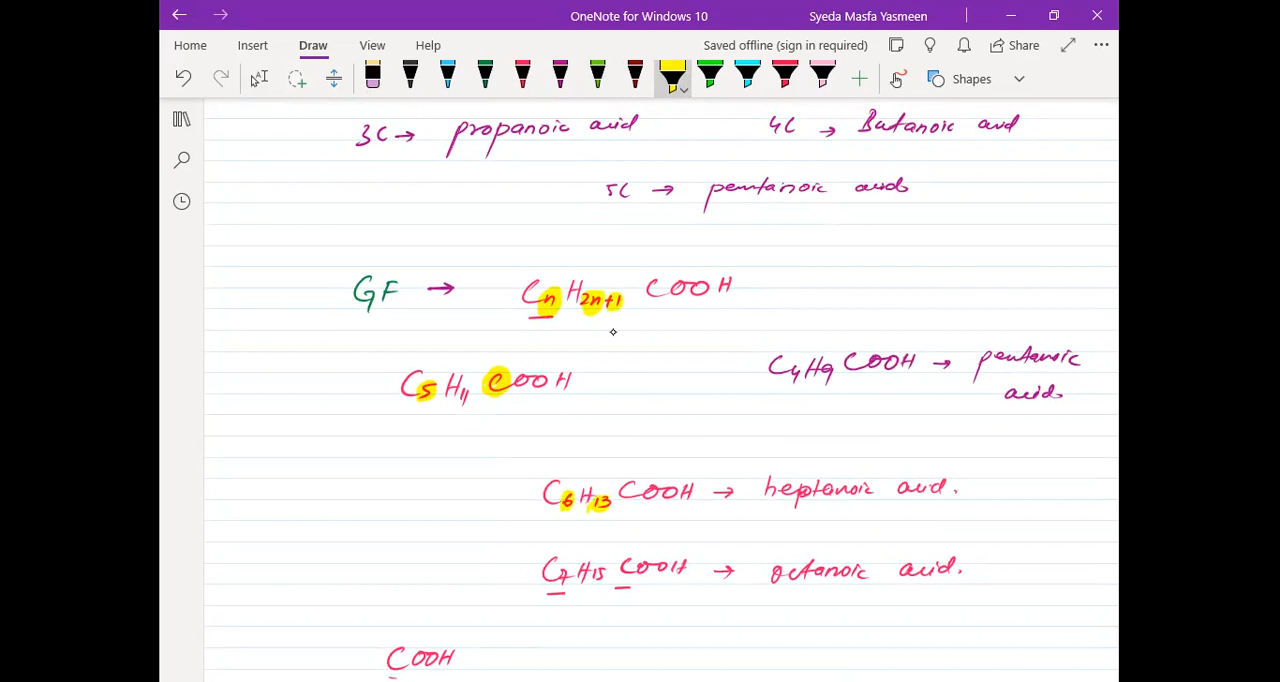 OneNote for Windows 10
Syeda Masfa Yasmeen
Home Insert Draw View Help
Saved offline (sign in required)
Share
Shapes
3C → propanoic acid
4C → Butanoic acid
5C → pentanoic acid
GF → CnH2n+1 COOH
C5H11 COOH
C4H9 COOH → pentanoic acid
C6H13 COOH → heptanoic acid.
C7H15 COOH → octanoic acid.
COOH